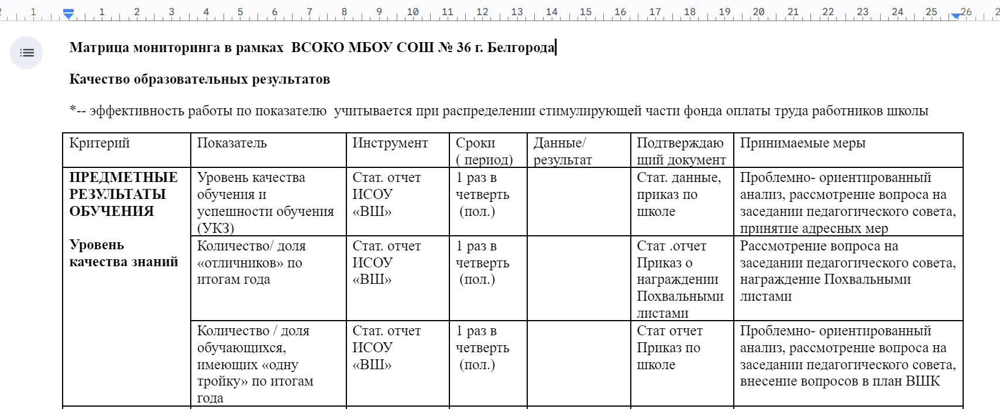 2 1 1 2 3 4 5 6 7 8 9 10 11 12 13 14 15 16 17 18 19 20 21 22 23 24 25 26 2
Матрица мониторинга в рамках  ВСОКО МБОУ СОШ № 36 г. Белгорода
Качество образовательных результатов
*-- эффективность работы по показателю  учитывается при распределении стимулирующей части фонда оплаты труда работников школы
Критерий
Показатель
Инструмент
Сроки
( период)
Данные/
результат
Подтверждаю
щий документ
Принимаемые меры
ПРЕДМЕТНЫЕ
РЕЗУЛЬТАТЫ
ОБУЧЕНИЯ
Уровень
качества знаний
Уровень качества
обучения и
успешности обучения
(УКЗ)
Стат. отчет
ИСОУ
«ВШ»
1 раз в
четверть
(пол.)
Стат. данные,
приказ по
школе
Проблемно- ориентированный
анализ, рассмотрение вопроса на
заседании педагогического совета,
принятие адресных мер
Количество/ доля
«отличников» по
итогам года
Стат. отчет
ИСОУ
«ВШ»
1 раз в
четверть
(пол.)
Стат .отчет
Приказ о
награждении
Похвальными
листами
Рассмотрение вопроса на
заседании педагогического совета,
награждение Похвальными
листами
Количество / доля
обучающихся,
имеющих «одну
тройку» по итогам
года
Стат. отчет
ИСОУ
«ВШ»
1 раз в
четверть
(пол.)
Стат отчет
Приказ по
школе
Проблемно- ориентированный
анализ, рассмотрение вопроса на
заседании педагогического совета,
внесение вопросов в план ВШК